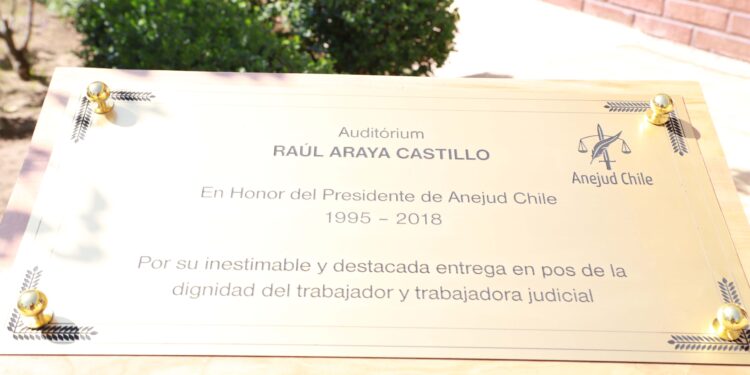 Auditórium
RAÚL ARAYA CASTILLO
Anejud Chile
En Honor del Presidente de Anejud Chile
1995 – 2018
Por su inestimable y destacada entrega en pos de la
dignidad del trabajador y trabajadora judicial